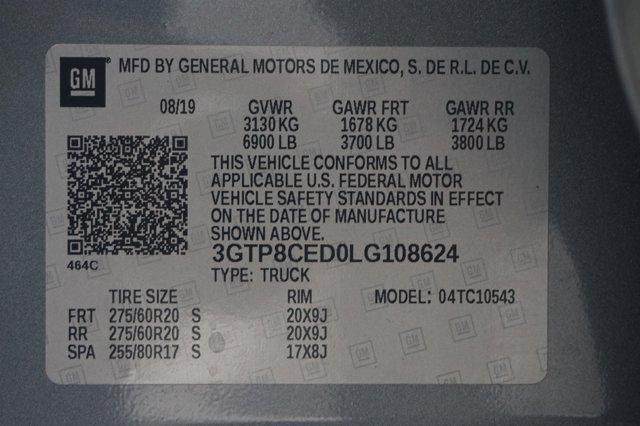 GM MFD BY GENERAL MOTORS DE MEXICO, S. DE R.L. DE C.V.
08/19 GVWR GAWR FRT GAWR RR
3130 KG 1678 KG 1724 KG
6900 LB 3700 LB 3800 LB
THIS VEHICLE CONFORMS TO ALL
APPLICABLE U.S. FEDERAL MOTOR
VEHICLE SAFETY STANDARDS IN EFFECT
ON THE DATE OF MANUFACTURE
SHOWN ABOVE.
464C
3GTP8CED0LG108624
TYPE: TRUCK
TIRE SIZE RIM MODEL: 04TC10543
FRT 275/60R20 S 20X9J
RR 275/60R20 S 20X9J
SPA 255/80R17 S 17X8J